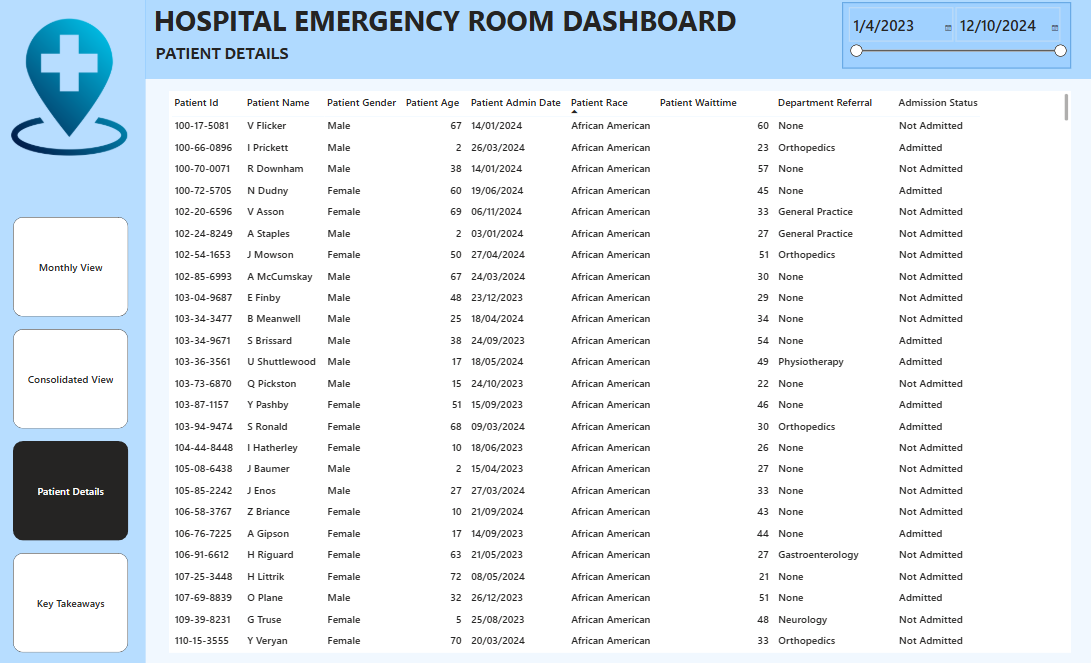 HOSPITAL EMERGENCY ROOM DASHBOARD
PATIENT DETAILS
1/4/2023 12/10/2024
Monthly View
Consolidated View
Patient Details
Key Takeaways
Patient Id Patient Name Patient Gender Patient Age Patient Admin Date Patient Race Patient Waittime Department Referral Admission Status
100-17-5081 V Flicker Male 67 14/01/2024 African American 60 None Not Admitted
100-66-0896 I Prickett Male 2 26/03/2024 African American 23 Orthopedics Admitted
100-70-0071 R Downham Male 38 14/01/2024 African American 57 None Not Admitted
100-72-5705 N Dudny Female 60 19/06/2024 African American 45 None Admitted
102-20-6596 V Asson Female 69 06/11/2024 African American 33 General Practice Not Admitted
102-24-8249 A Staples Male 2 03/01/2024 African American 27 General Practice Not Admitted
102-54-1653 J Mowson Female 50 27/04/2024 African American 51 Orthopedics Not Admitted
102-85-6993 A McCumskay Male 67 24/03/2024 African American 30 None Not Admitted
103-04-9687 E Finby Male 48 23/12/2023 African American 29 None Not Admitted
103-34-3477 B Meanwell Male 25 18/04/2024 African American 34 None Not Admitted
103-34-9671 S Brissard Male 38 24/09/2023 African American 54 None Admitted
103-36-3561 U Shuttlewood Male 17 18/05/2024 African American 49 Physiotherapy Admitted
103-73-6870 Q Pickston Male 15 24/10/2023 African American 22 None Not Admitted
103-87-1157 Y Pashby Female 51 15/09/2023 African American 46 None Admitted
103-94-9474 S Ronald Female 68 09/03/2024 African American 30 Orthopedics Admitted
104-44-8448 I Hatherley Female 10 18/06/2023 African American 26 None Not Admitted
105-08-6438 J Baumer Male 2 15/04/2023 African American 27 None Not Admitted
105-85-2242 J Enos Male 27 27/03/2024 African American 33 None Not Admitted
106-58-3767 Z Briance Female 10 21/09/2024 African American 43 None Not Admitted
106-76-7225 A Gipson Female 17 14/09/2023 African American 44 None Admitted
106-91-6612 H Riguard Female 63 21/05/2023 African American 27 Gastroenterology Not Admitted
107-25-3448 H Littrik Female 72 08/05/2024 African American 21 None Not Admitted
107-69-8839 O Plane Male 32 26/12/2023 African American 51 None Admitted
109-39-8231 G Truse Female 5 25/08/2023 African American 48 Neurology Not Admitted
110-15-3555 Y Veryan Female 70 20/03/2024 African American 33 Orthopedics Not Admitted